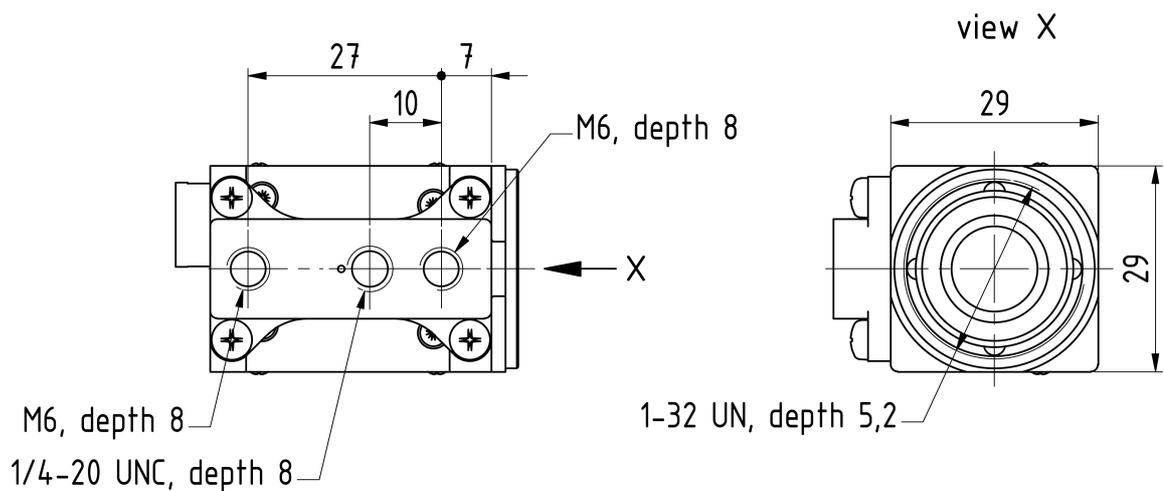 view X
27
7
10
29
M6, depth 8
X
29
1-32 UN, depth 5,2
M6, depth 8
1/4-20 UNC, depth 8